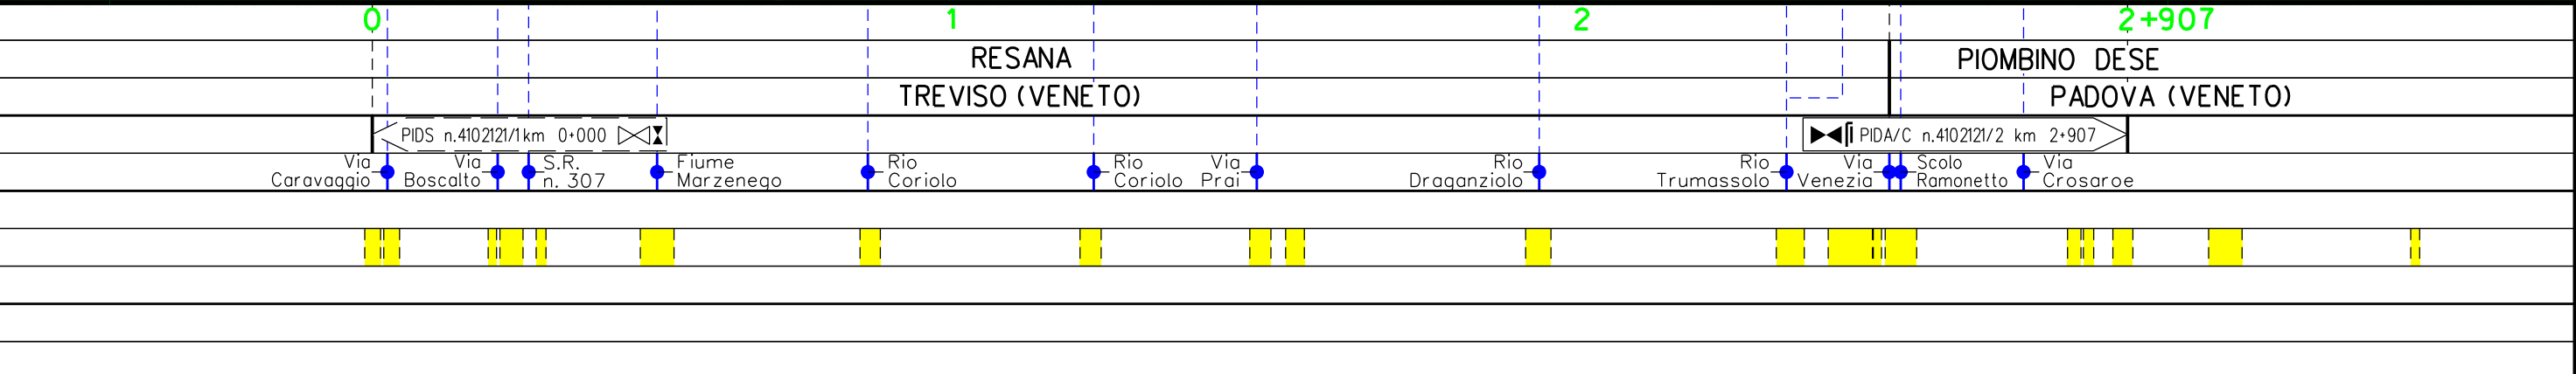 0 1 2 2+907
RESANA PIOMBINO DESE
TREVISO (VENETO) PADOVA (VENETO)
PIDS n.4102121/1 km 0+000 PIDA/C n.4102121/2 km 2+907
Via Caravaggio
Via Boscalto
S.R. n. 307
Fiume Marzenego
Rio Coriolo
Rio Coriolo
Via Prai
Rio Draganziolo
Rio Trumassolo
Via Venezia
Scolo Ramonetto
Via Crosaroe